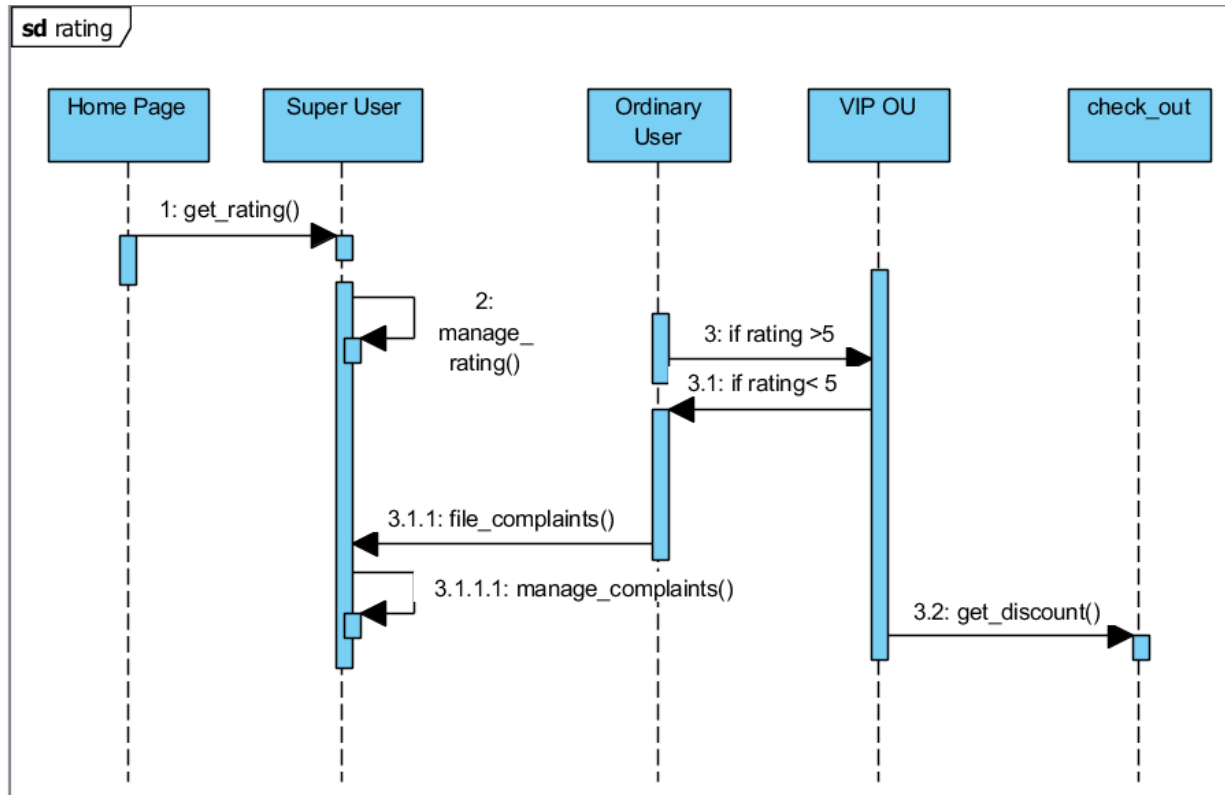 sd rating
Home Page
Super User
Ordinary
User
VIP OU
check_out
1: get_rating()
2:
manage_
rating()
3: if rating >5
3.1: if rating< 5
3.1.1: file_complaints()
3.1.1.1: manage_complaints()
3.2: get_discount()